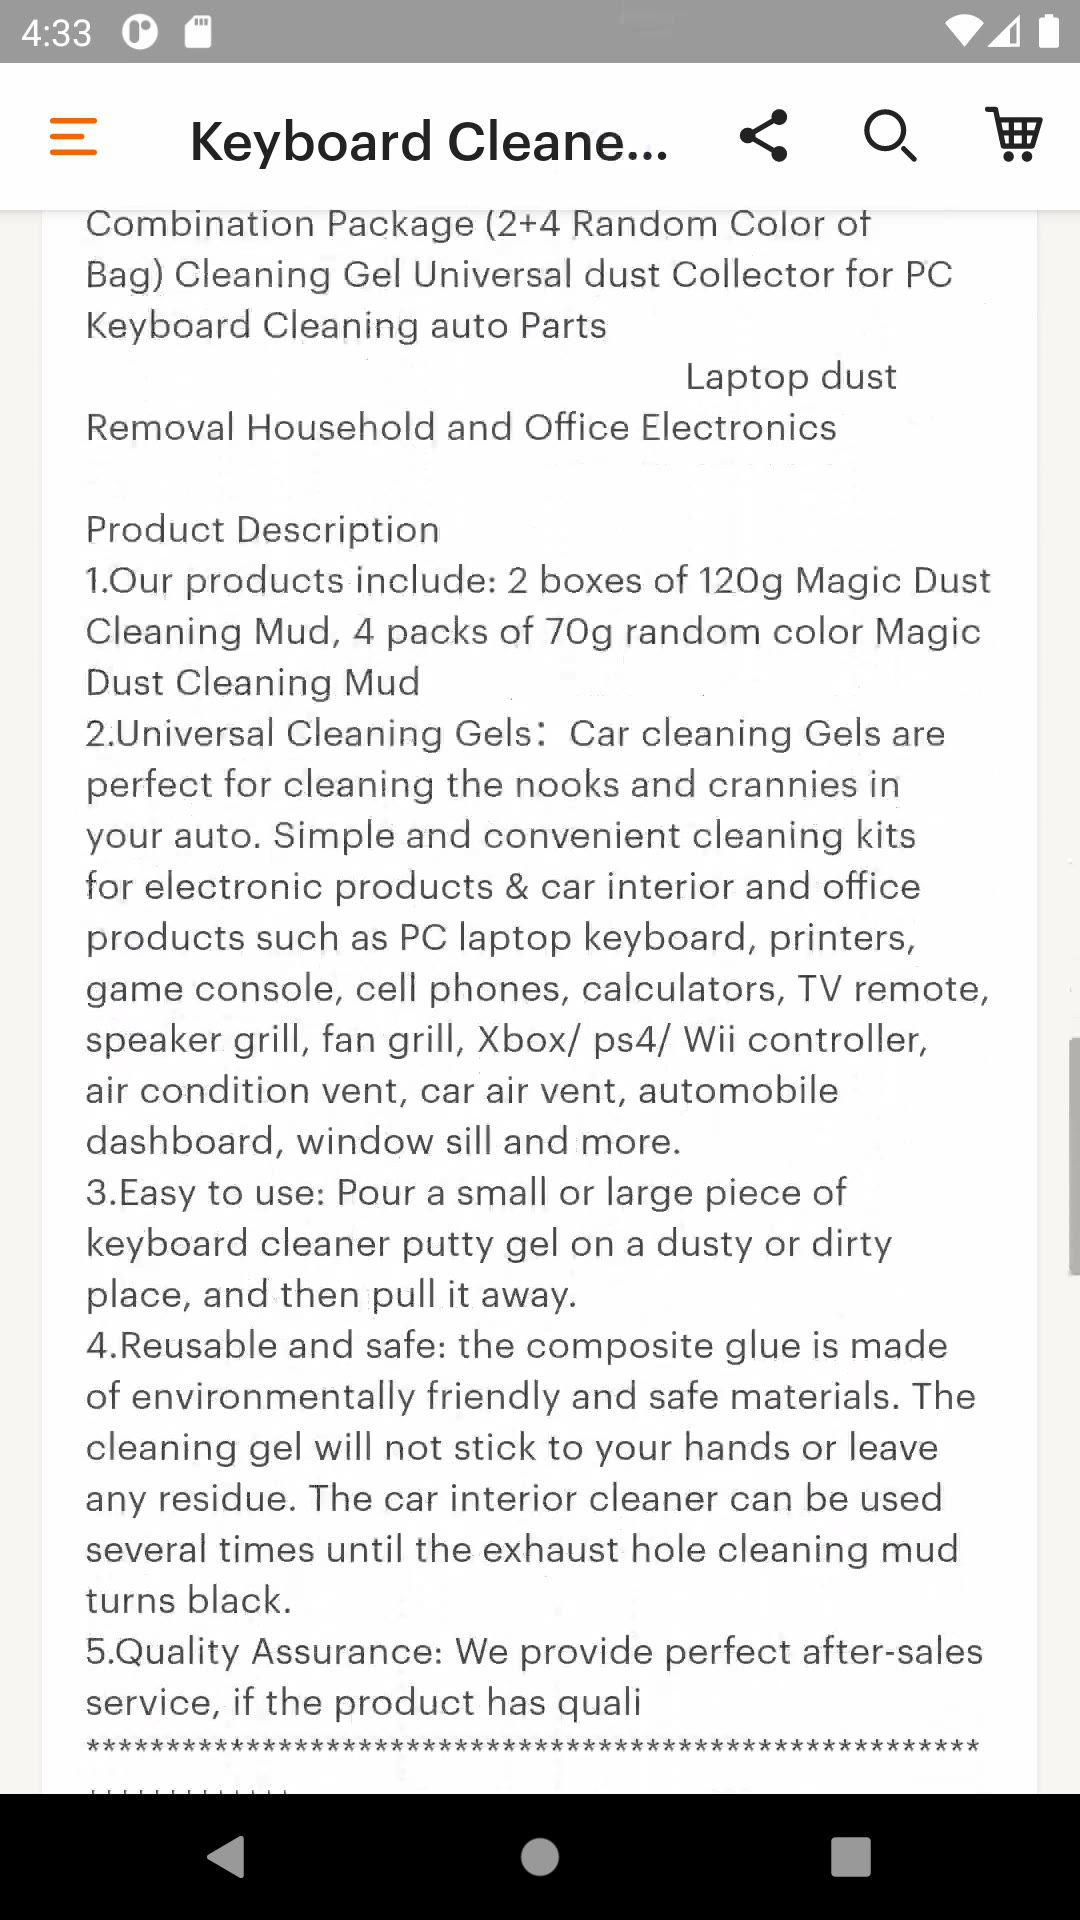 4:33
Keyboard Cleane...
Combination Package (2+4 Random Color of
Bag) Cleaning Gel Universal dust Collector for PC
Keyboard Cleaning auto Parts
Laptop dust
Removal Household and Office Electronics
Product Description
1.Our products include: 2 boxes of 120g Magic Dust
Cleaning Mud, 4 packs of 70g random color Magic
Dust Cleaning Mud
2.Universal Cleaning Gels： Car cleaning Gels are
perfect for cleaning the nooks and crannies in
your auto. Simple and convenient cleaning kits
for electronic products & car interior and office
products such as PC laptop keyboard, printers,
game console, cell phones, calculators, TV remote,
speaker grill, fan grill, Xbox/ ps4/ Wii controller,
air condition vent, car air vent, automobile
dashboard, window sill and more.
3.Easy to use: Pour a small or large piece of
keyboard cleaner putty gel on a dusty or dirty
place, and then pull it away.
4.Reusable and safe: the composite glue is made
of environmentally friendly and safe materials. The
cleaning gel will not stick to your hands or leave
any residue. The car interior cleaner can be used
several times until the exhaust hole cleaning mud
turns black.
5.Quality Assurance: We provide perfect after-sales
service, if the product has quali
********************************************************